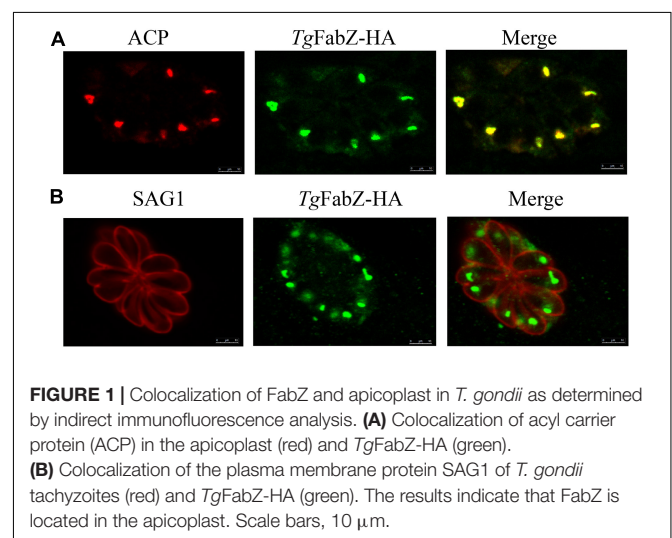 A ACP TgFabZ-HA Merge
B SAG1 TgFabZ-HA Merge
FIGURE 1 | Colocalization of FabZ and apicoplast in T. gondii as determined
by indirect immunofluorescence analysis. (A) Colocalization of acyl carrier
protein (ACP) in the apicoplast (red) and TgFabZ-HA (green).
(B) Colocalization of the plasma membrane protein SAG1 of T. gondii
tachyzoites (red) and TgFabZ-HA (green). The results indicate that FabZ is
located in the apicoplast. Scale bars, 10 μm.